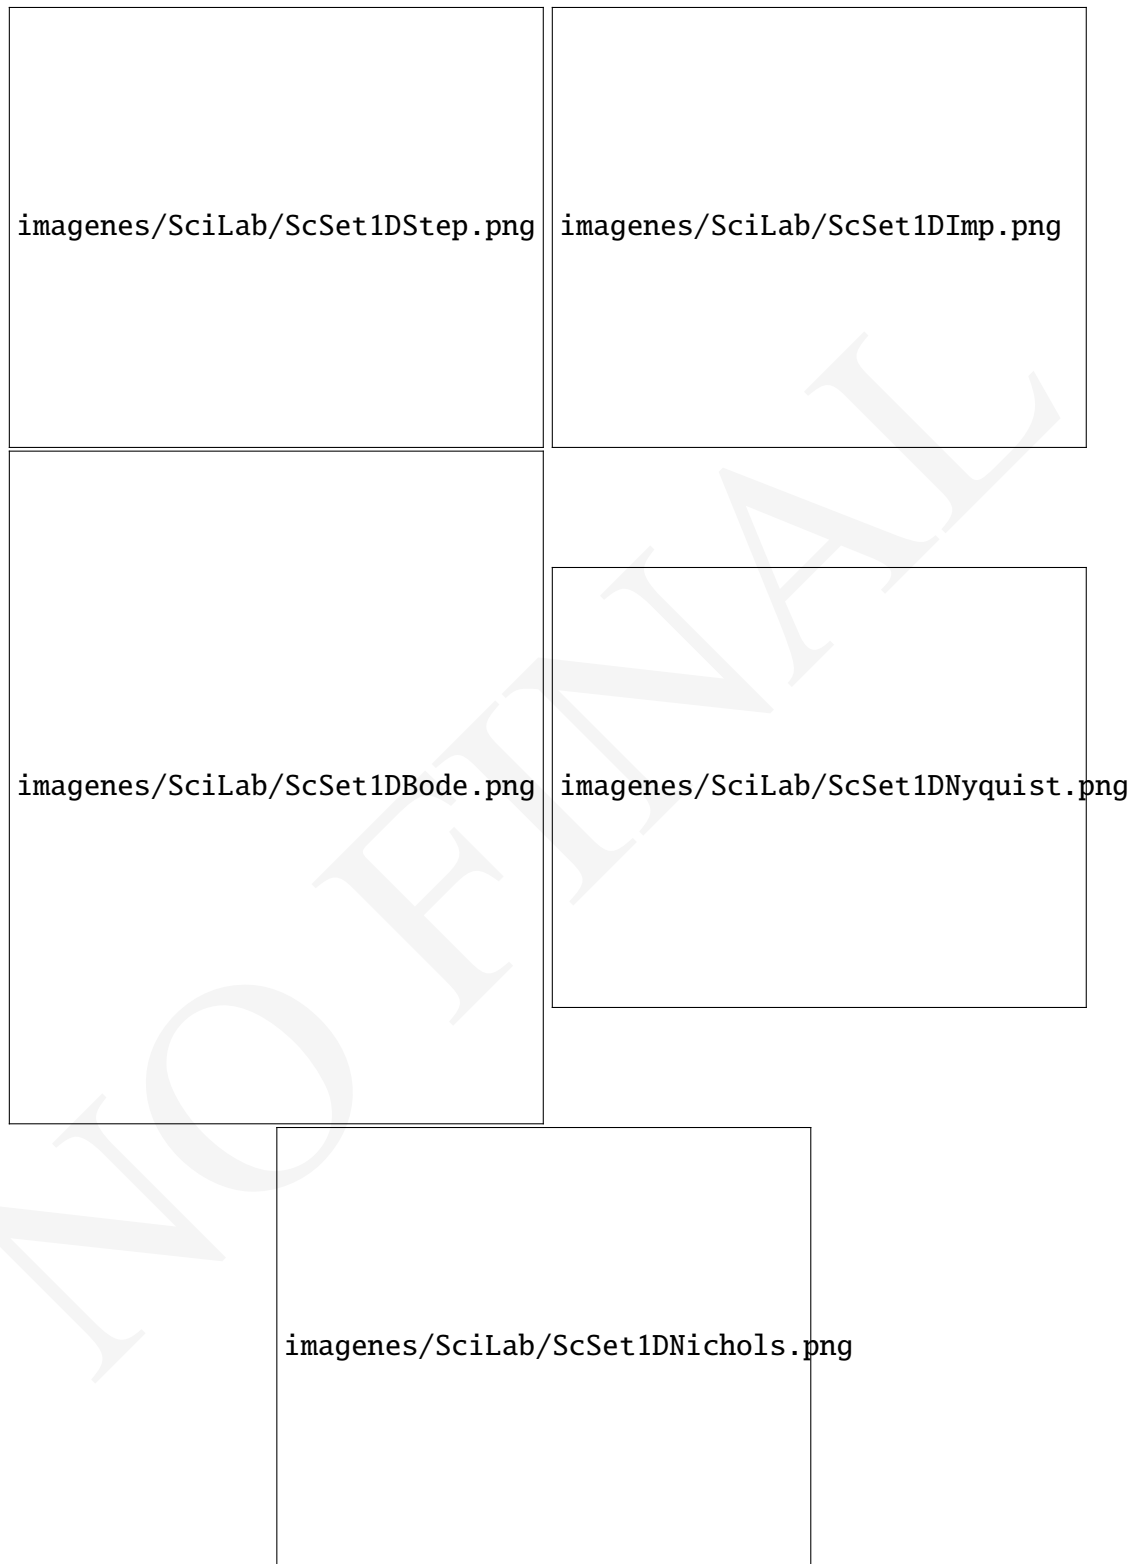 imagenes/SciLab/ScSet1DStep.png
imagenes/SciLab/ScSet1DImp.png
imagenes/SciLab/ScSet1DBode.png
imagenes/SciLab/ScSet1DNyquist.png
imagenes/SciLab/ScSet1DNichols.png
NO FINAL